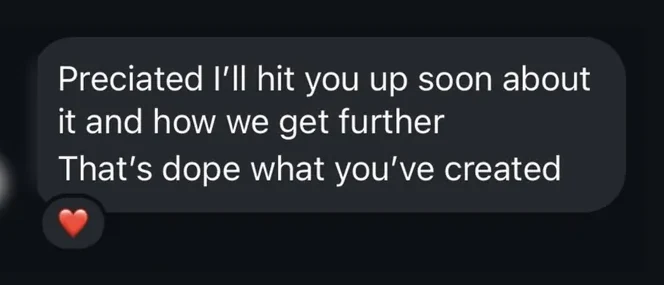 Preciated I’ll hit you up soon about
it and how we get further
That’s dope what you’ve created